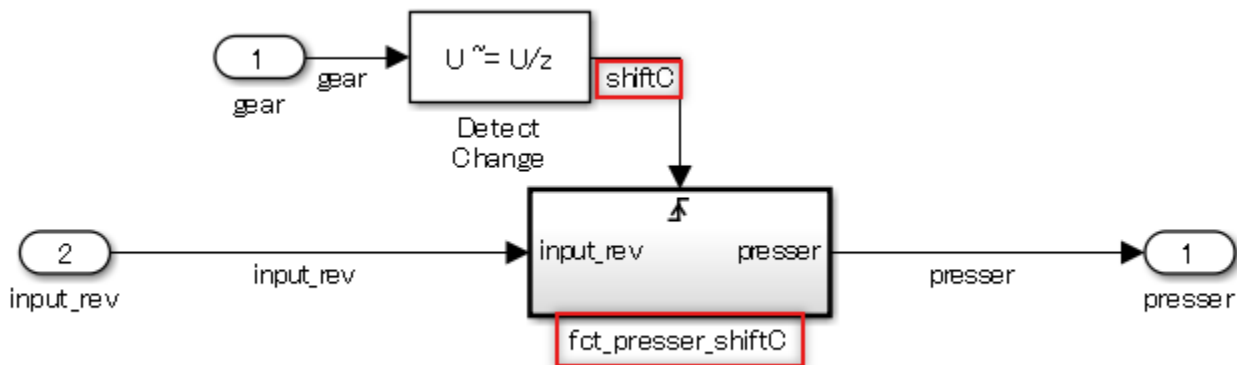 1
gear
gear
U ~= U/z
shiftC
Detect
Change
2
input_rev
input_rev
input_rev
presser
fct_presser_shiftC
presser
1
presser